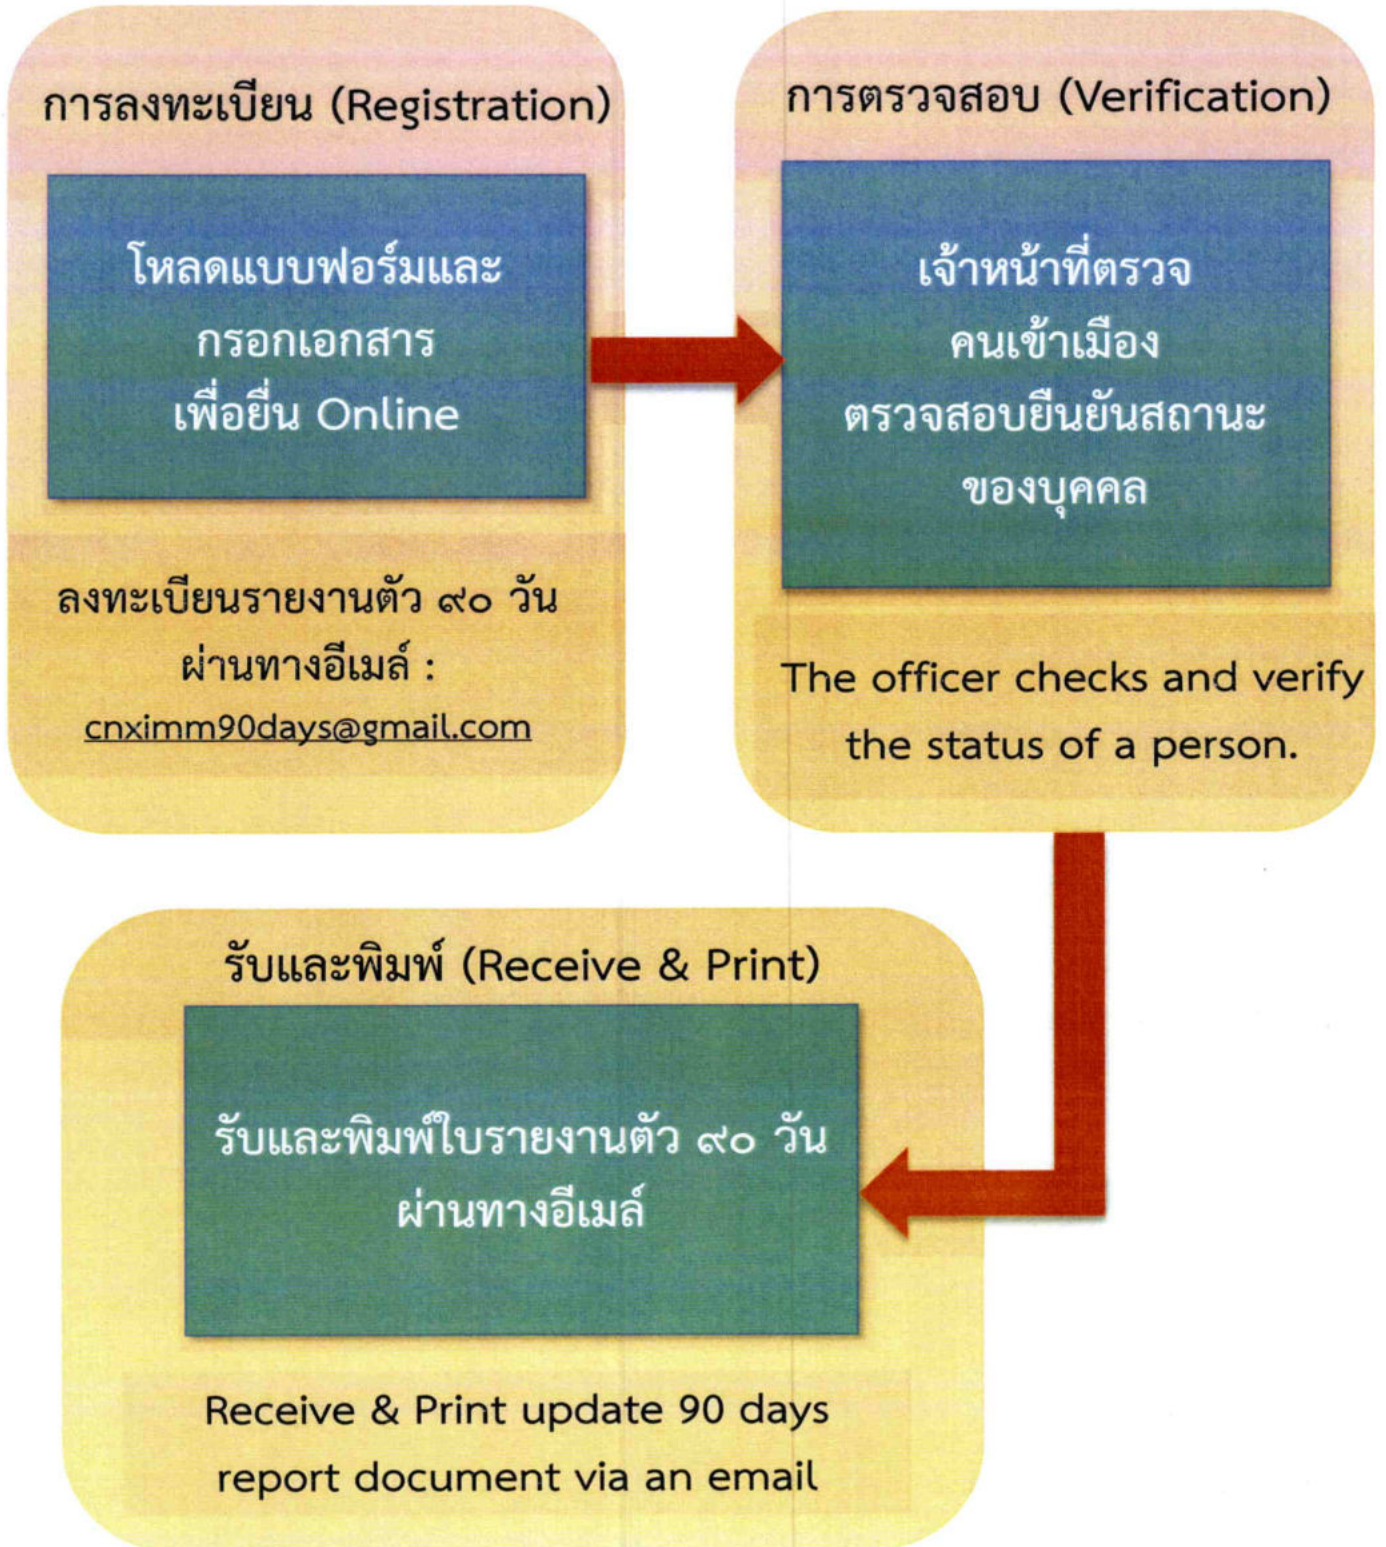 การลงทะเบียน (Registration)
โหลดแบบฟอร์มและ
กรอกเอกสาร
เพื่อยื่น Online
ลงทะเบียนรายงานตัว ๙๐ วัน
ผ่านทางอีเมล์ :
cnximm90days@gmail.com
การตรวจสอบ (Verification)
เจ้าหน้าที่ตรวจ
คนเข้าเมือง
ตรวจสอบยืนยันสถานะ
ของบุคคล
The officer checks and verify
the status of a person.
รับและพิมพ์ (Receive & Print)
รับและพิมพ์ใบรายงานตัว ๙๐ วัน
ผ่านทางอีเมล์
Receive & Print update 90 days
report document via an email